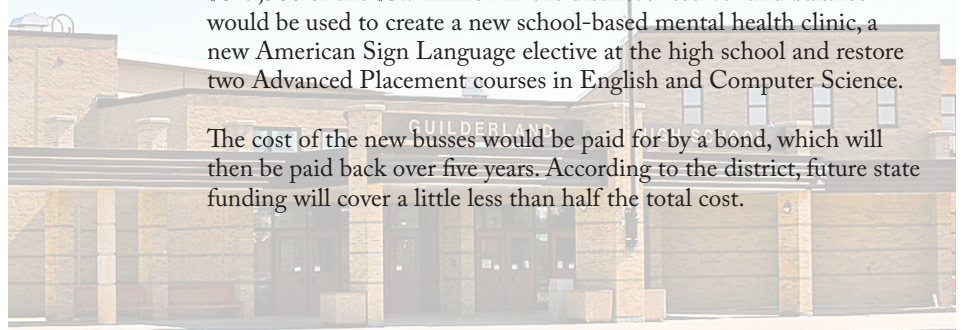 would be used to create a new school-based mental health clinic, a
new American Sign Language elective at the high school and restore
two Advanced Placement courses in English and Computer Science.
GUILDERLAND HIGH SCHOOL
The cost of the new busses would be paid for by a bond, which will
then be paid back over five years. According to the district, future state
funding will cover a little less than half the total cost.